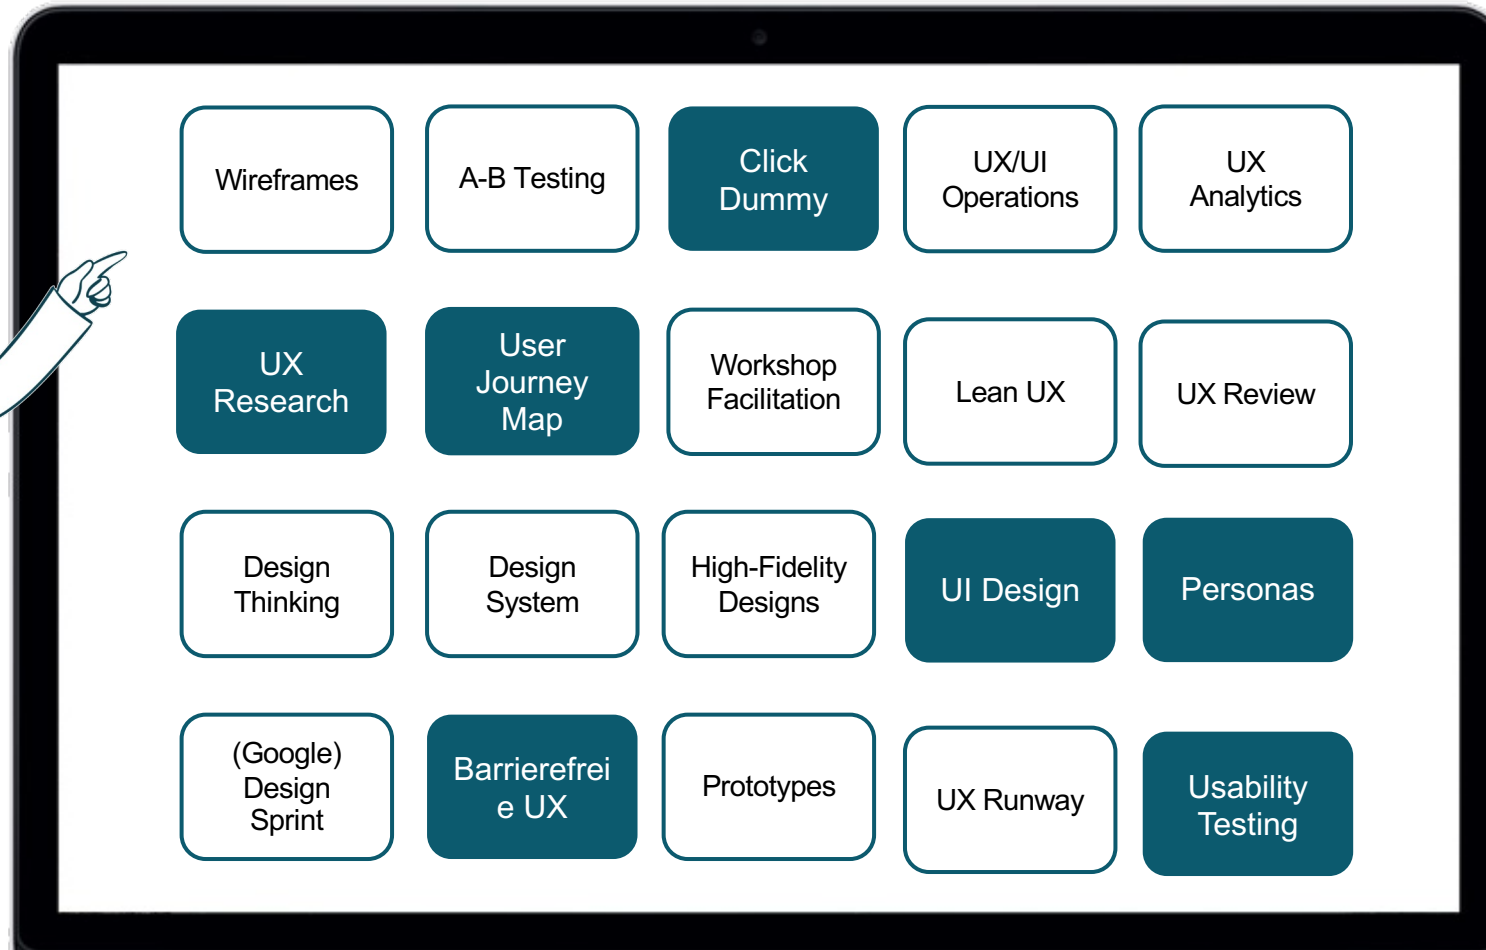 Wireframes
A-B Testing
Click
Dummy
UX/UI
Operations
UX
Analytics
UX
Research
User
Journey
Map
Workshop
Facilitation
Lean UX
UX Review
Design
Thinking
Design
System
High-Fidelity
Designs
UI Design
Personas
(Google)
Design
Sprint
Barrierefrei
e UX
Prototypes
UX Runway
Usability
Testing